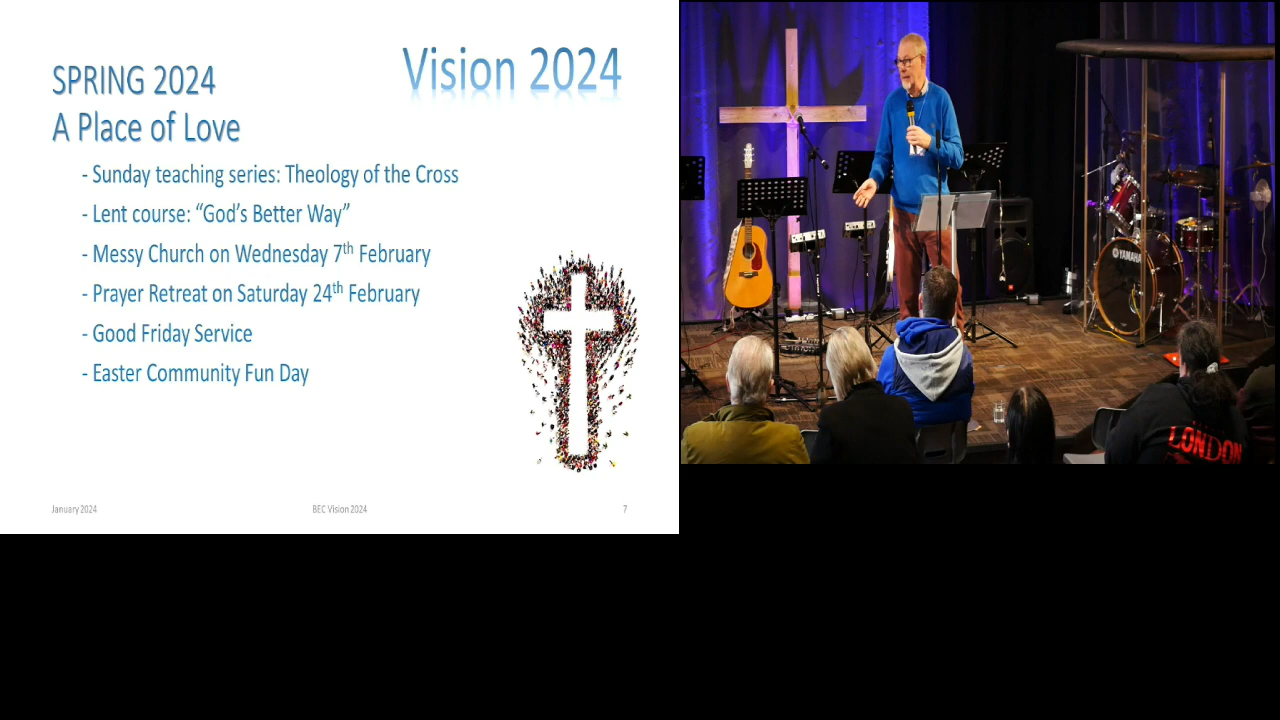 Vision 2024
SPRING 2024
A Place of Love
- Sunday teaching series: Theology of the Cross
- Lent course: “God’s Better Way”
- Messy Church on Wednesday 7th February
- Prayer Retreat on Saturday 24th February
- Good Friday Service
- Easter Community Fun Day
January 2024
BEC Vision 2024
7
YAMAHA
LONDON